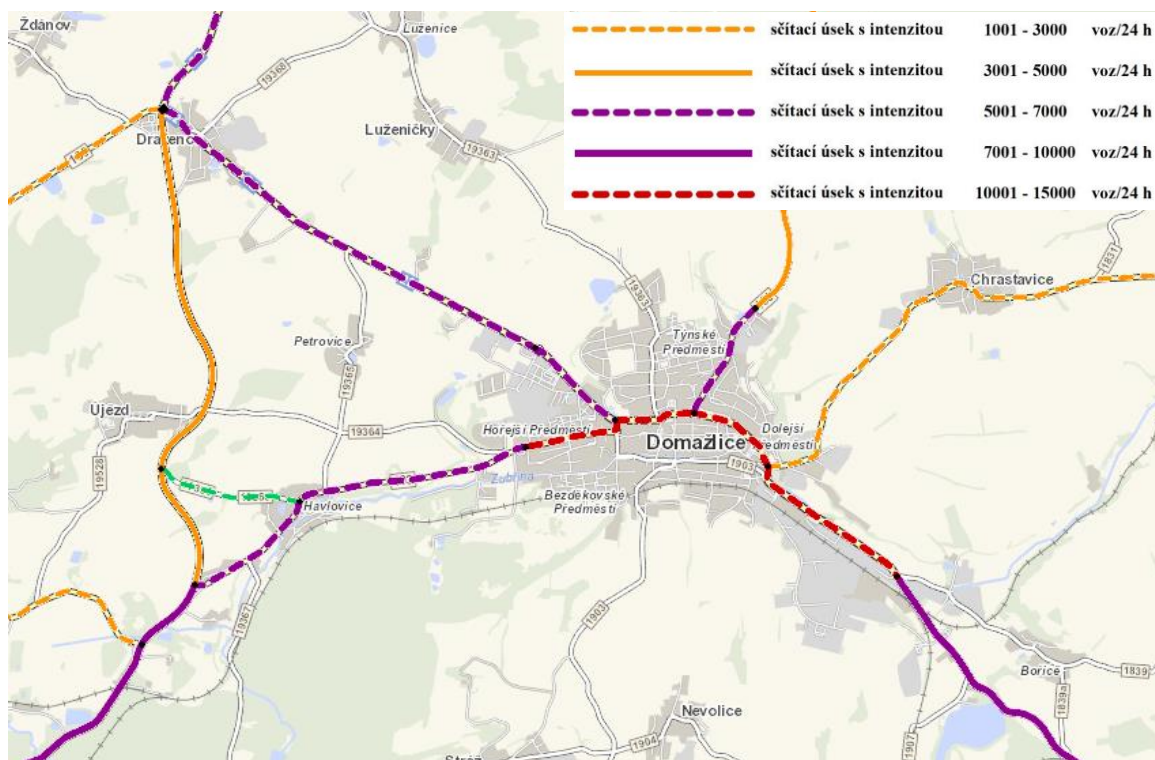 Ždánov
Luženice
sčítací úsek s intenzitou 1001 - 3000 voz/24 h
sčítací úsek s intenzitou 3001 - 5000 voz/24 h
sčítací úsek s intenzitou 5001 - 7000 voz/24 h
sčítací úsek s intenzitou 7001 - 10000 voz/24 h
sčítací úsek s intenzitou 10001 - 15000 voz/24 h
19368
Luženičky
19363
1831
Chrastavice
19363
Týnské
Předměstí
Petrovice
19365
Ujezd
19364
Hořejší Předměstí
Domažlice
Dolejší
Předměstí
1903
19528
Zubřina
Bezděkovské
Předměstí
Havlovice
19367
1903
Bořice
1839
1839a
Nevolice
1904
1907